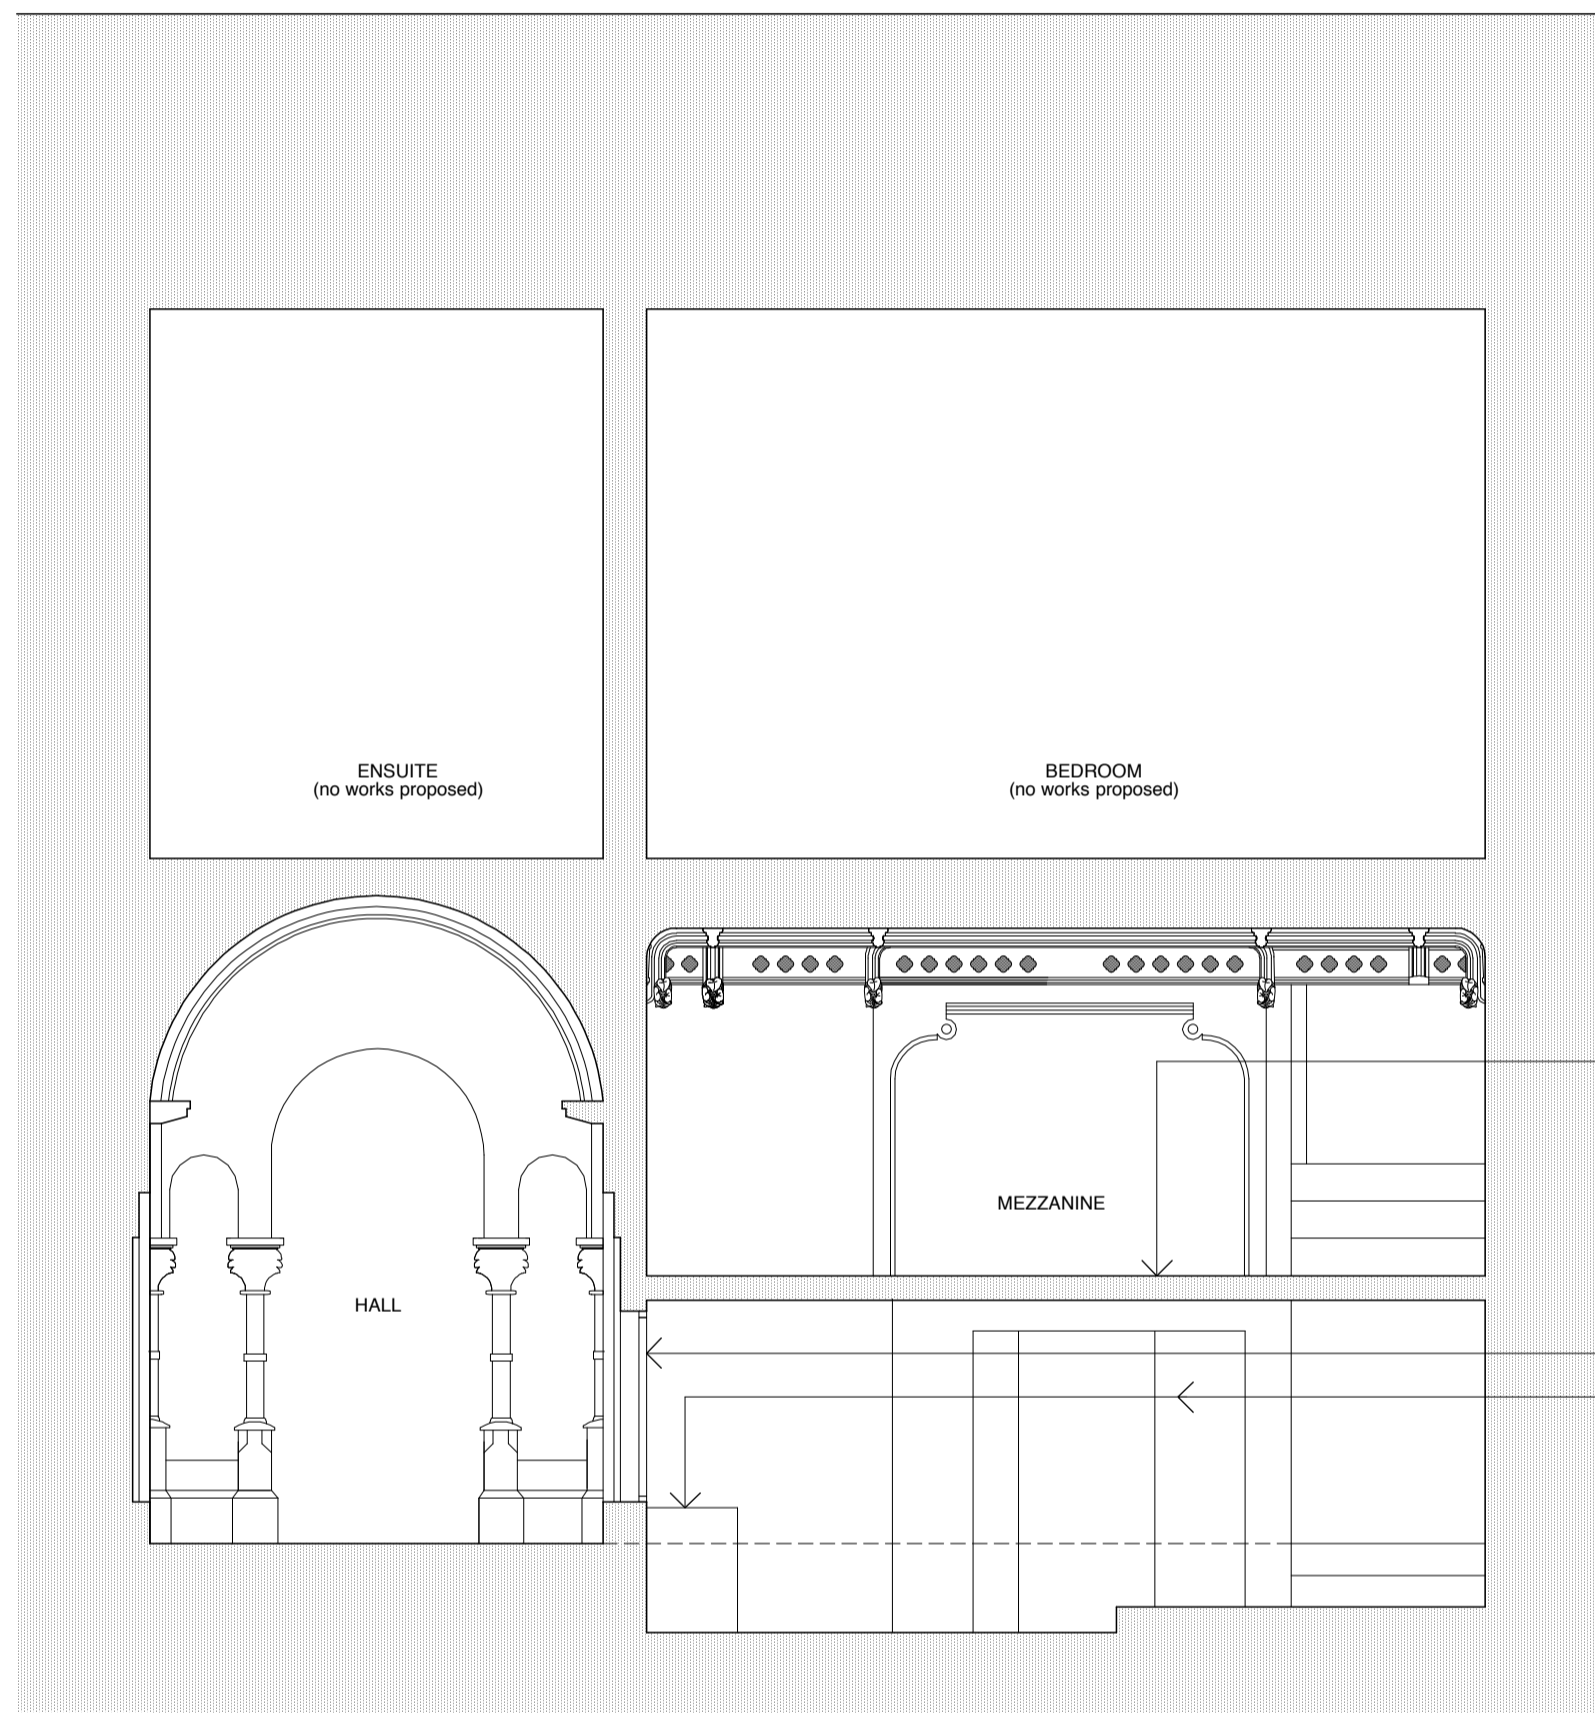 ENSUITE
(no works proposed)
BEDROOM
(no works proposed)
MEZZANINE
HALL